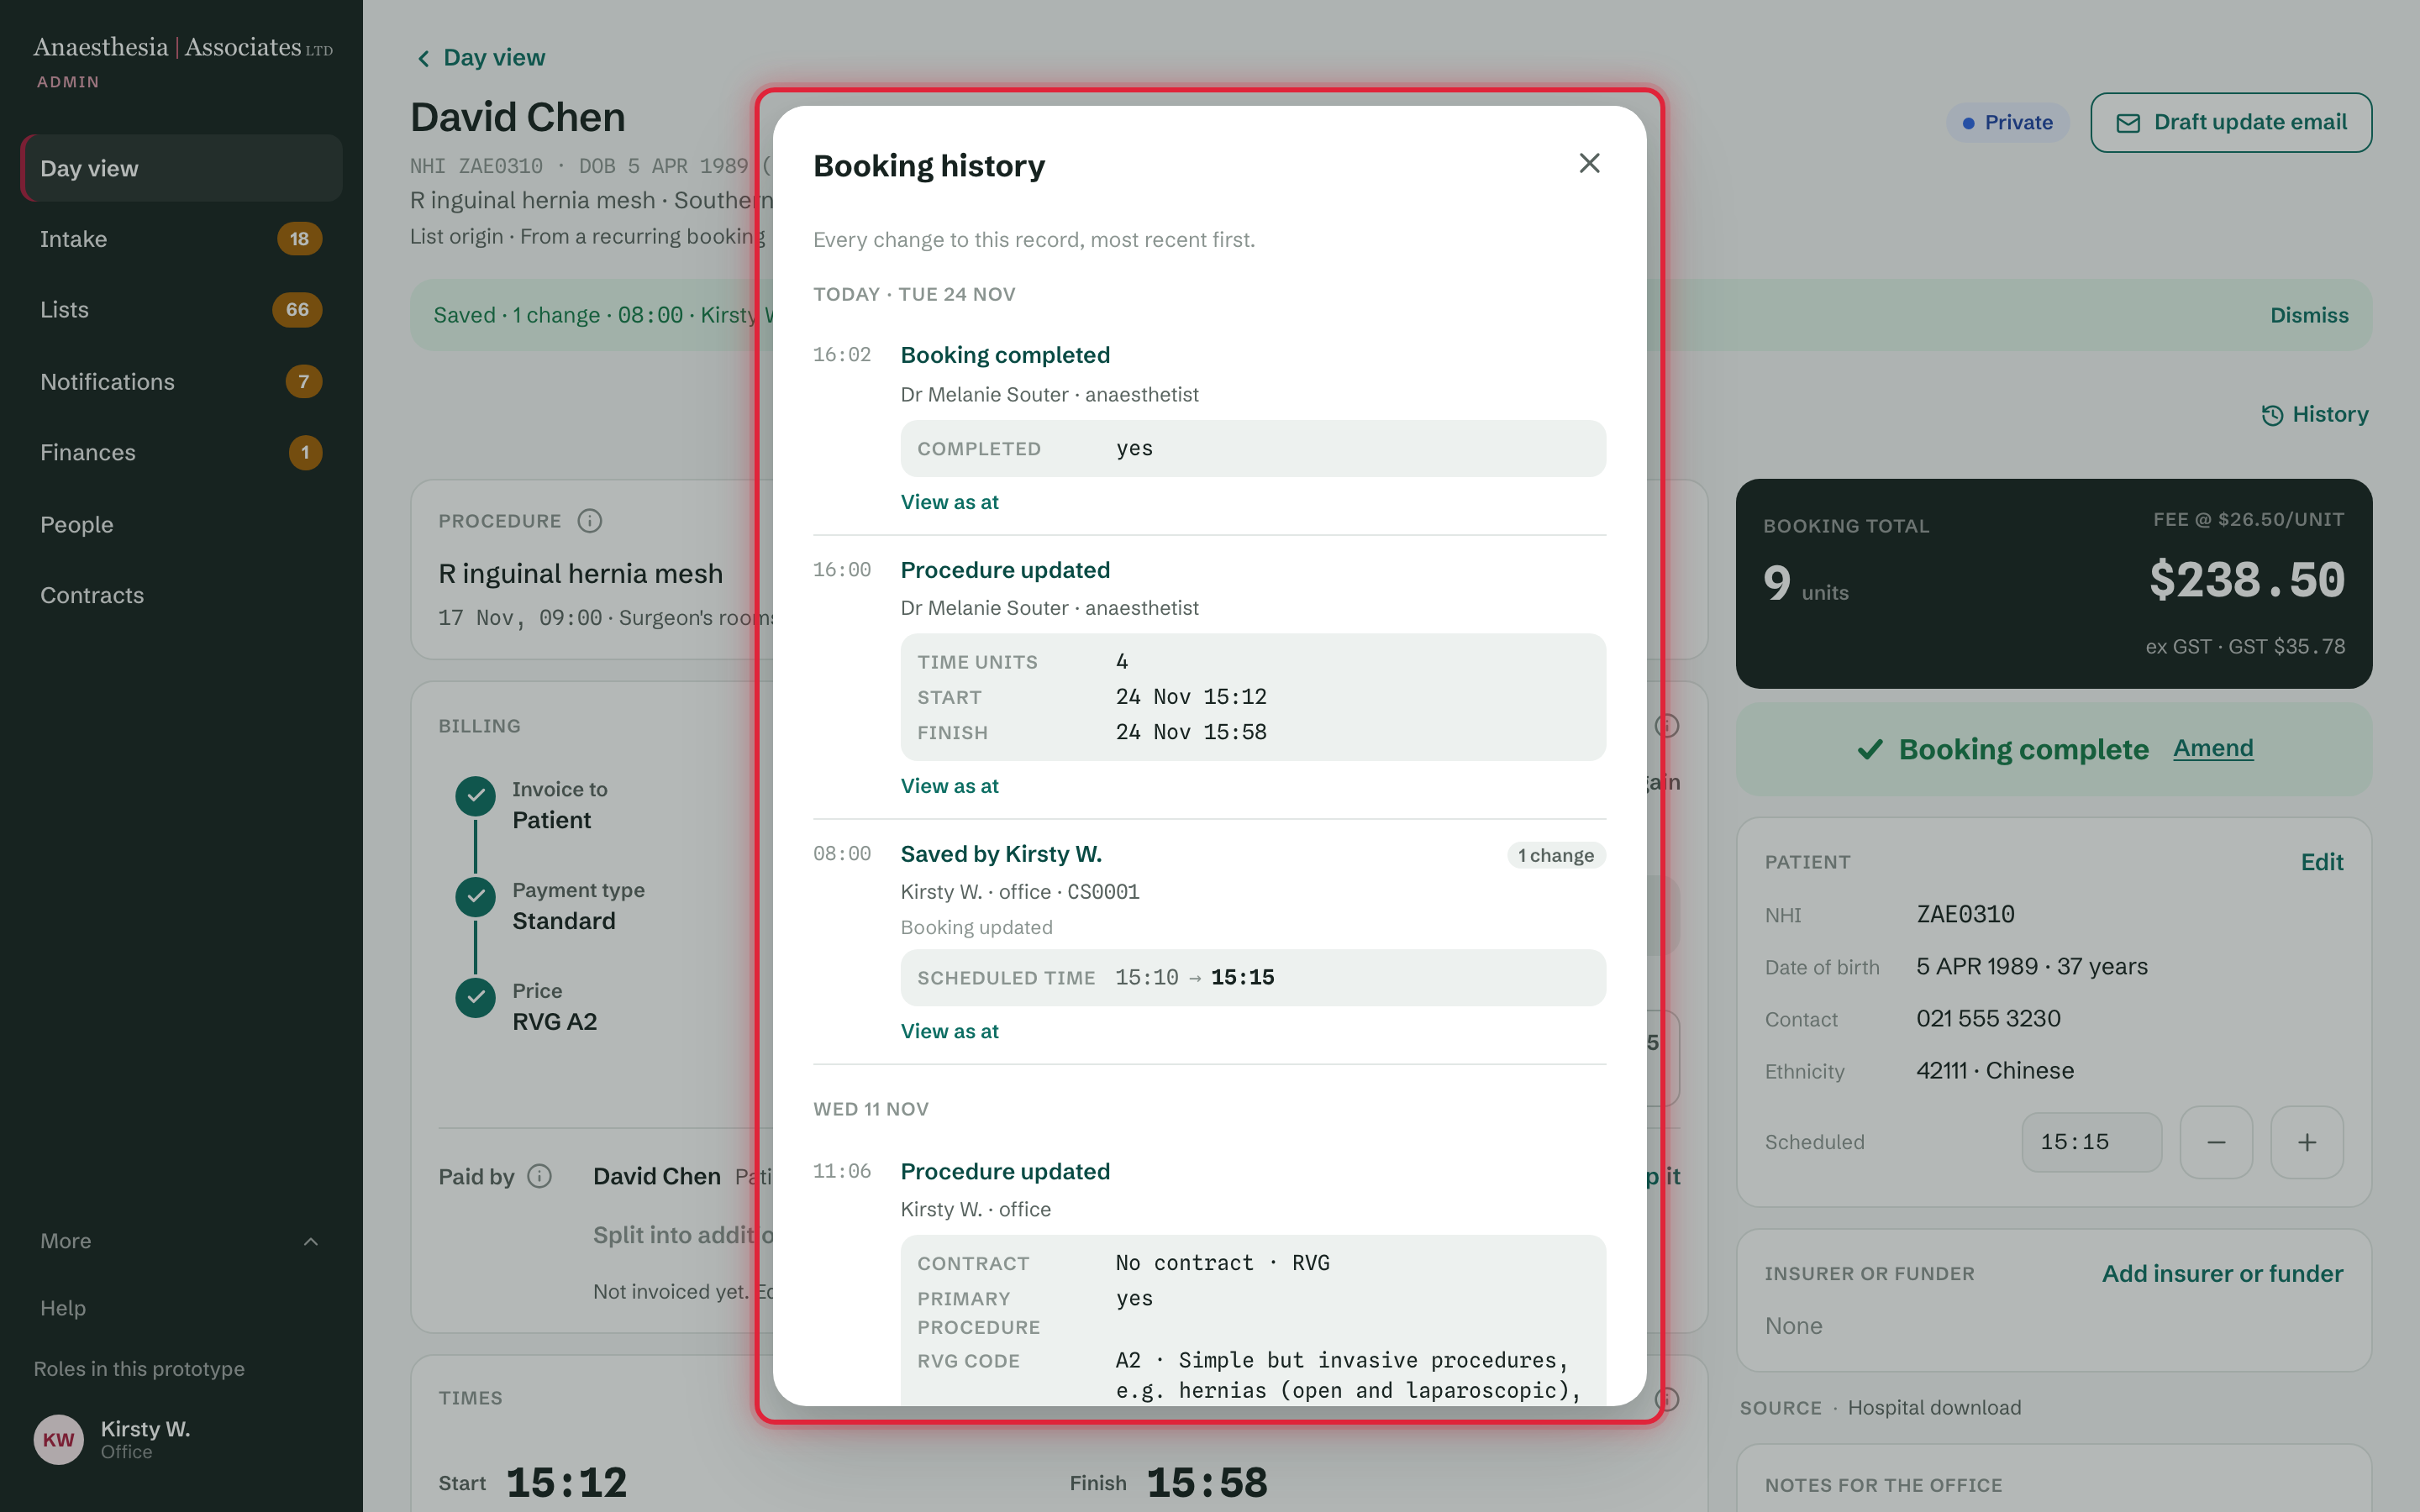 Anaesthesia | Associates LTD
ADMIN
Day view
Intake 18
Lists 66
Notifications 7
Finances 1
People
Contracts
More
Help
Roles in this prototype
KW
Kirsty W.
Office
Day view
David Chen
NHI ZAE0310 · DOB 5 APR 1989 (
R inguinal hernia mesh · Southern
List origin · From a recurring booking
Private
Draft update email
Saved · 1 change · 08:00 · Kirsty W
Dismiss
History
PROCEDURE
R inguinal hernia mesh
17 Nov, 09:00 · Surgeon's rooms
BILLING
Invoice to
Patient
Payment type
Standard
Price
RVG A2
Paid by David Chen
Split into additio
Not invoiced yet.
TIMES
Start 15:12
Finish 15:58
Booking history
Every change to this record, most recent first.
TODAY · TUE 24 NOV
16:02 Booking completed
Dr Melanie Souter · anaesthetist
COMPLETED yes
View as at
16:00 Procedure updated
Dr Melanie Souter · anaesthetist
TIME UNITS 4
START 24 Nov 15:12
FINISH 24 Nov 15:58
View as at
08:00 Saved by Kirsty W. 1 change
Kirsty W. · office · CS0001
Booking updated
SCHEDULED TIME 15:10 → 15:15
View as at
WED 11 NOV
11:06 Procedure updated
Kirsty W. · office
CONTRACT No contract · RVG
PRIMARY PROCEDURE yes
RVG CODE A2 · Simple but invasive procedures,
e.g. hernias (open and laparoscopic),
BOOKING TOTAL
FEE @ $26.50/UNIT
9 units
$238.50
ex GST · GST $35.78
Booking complete Amend
PATIENT Edit
NHI ZAE0310
Date of birth 5 APR 1989 · 37 years
Contact 021 555 3230
Ethnicity 42111 · Chinese
Scheduled 15:15 − +
INSURER OR FUNDER Add insurer or funder
None
SOURCE · Hospital download
NOTES FOR THE OFFICE